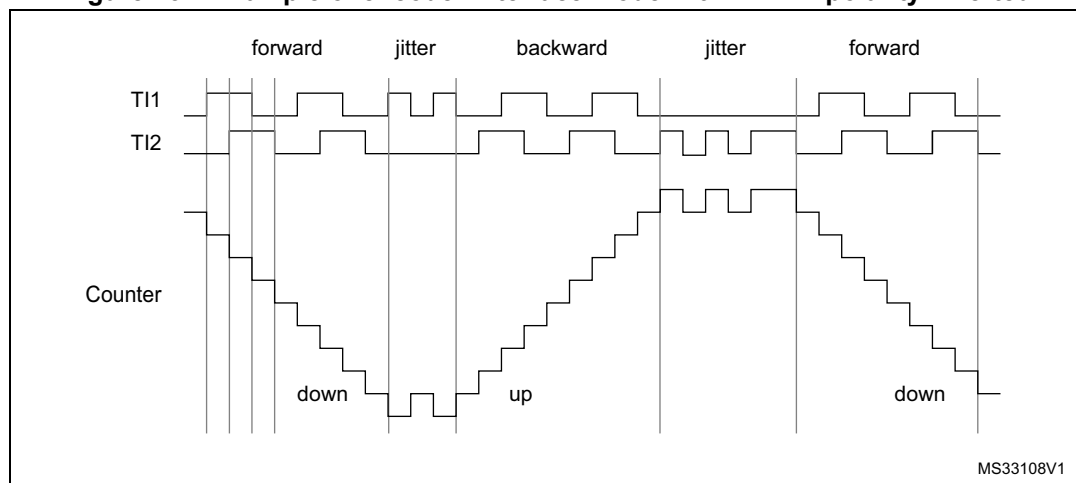 forward jitter backward jitter forward
TI1
TI2
Counter
down up down
MS33108V1